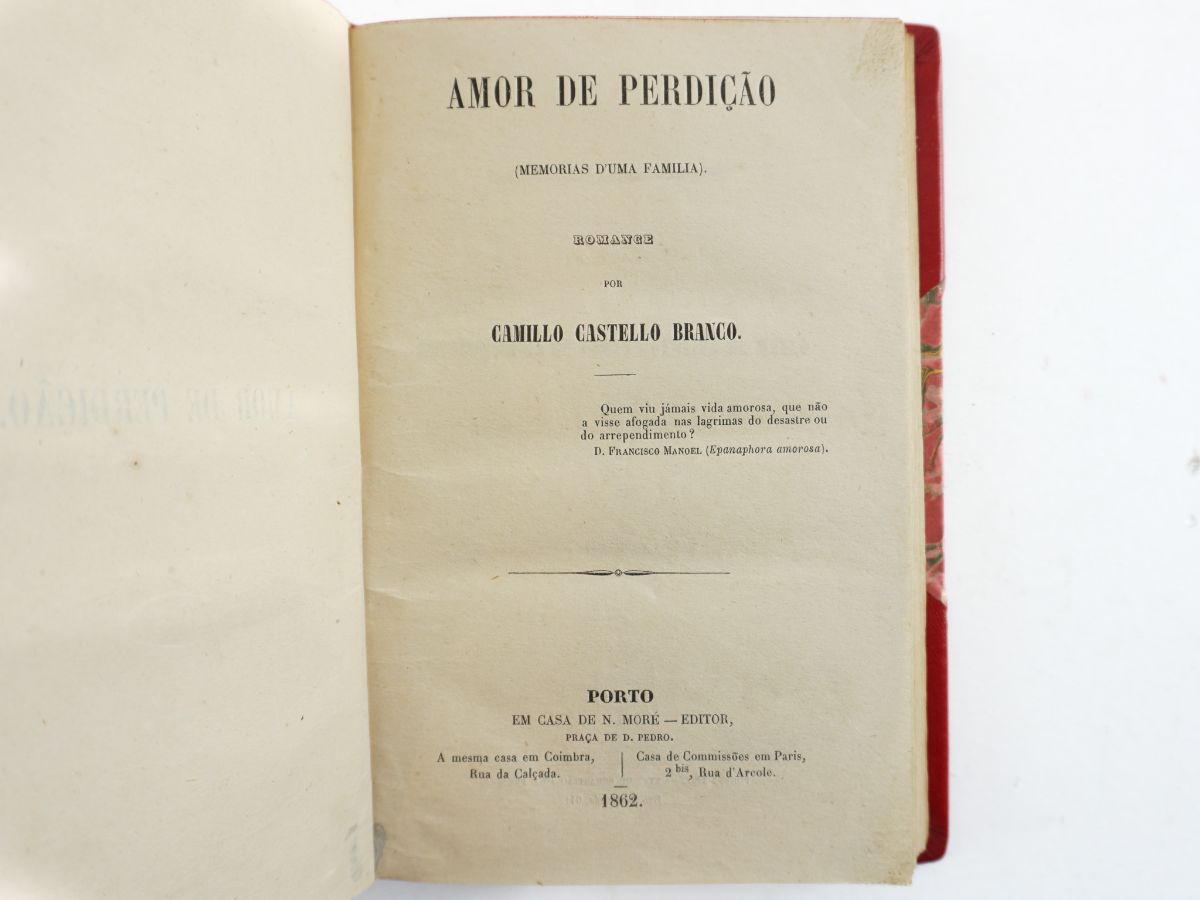 AMOR DE PERDIÇÃO
(MEMORIAS D'UMA FAMILIA).
ROMANCE
POR
CAMILLO CASTELLO BRANCO.
Quem viu jámais vida amorosa, que não
a visse afogada nas lagrimas do desastre ou
do arrependimento?
D. FRANCISCO MANOEL (Epanaphora amorosa).
PORTO
EM CASA DE N. MORÉ — EDITOR,
PRAÇA DE D. PEDRO.
A mesma casa em Coimbra,
Rua da Calçada.
Casa de Commissões em Paris,
2 bis, Rua d'Arcole.
1862.